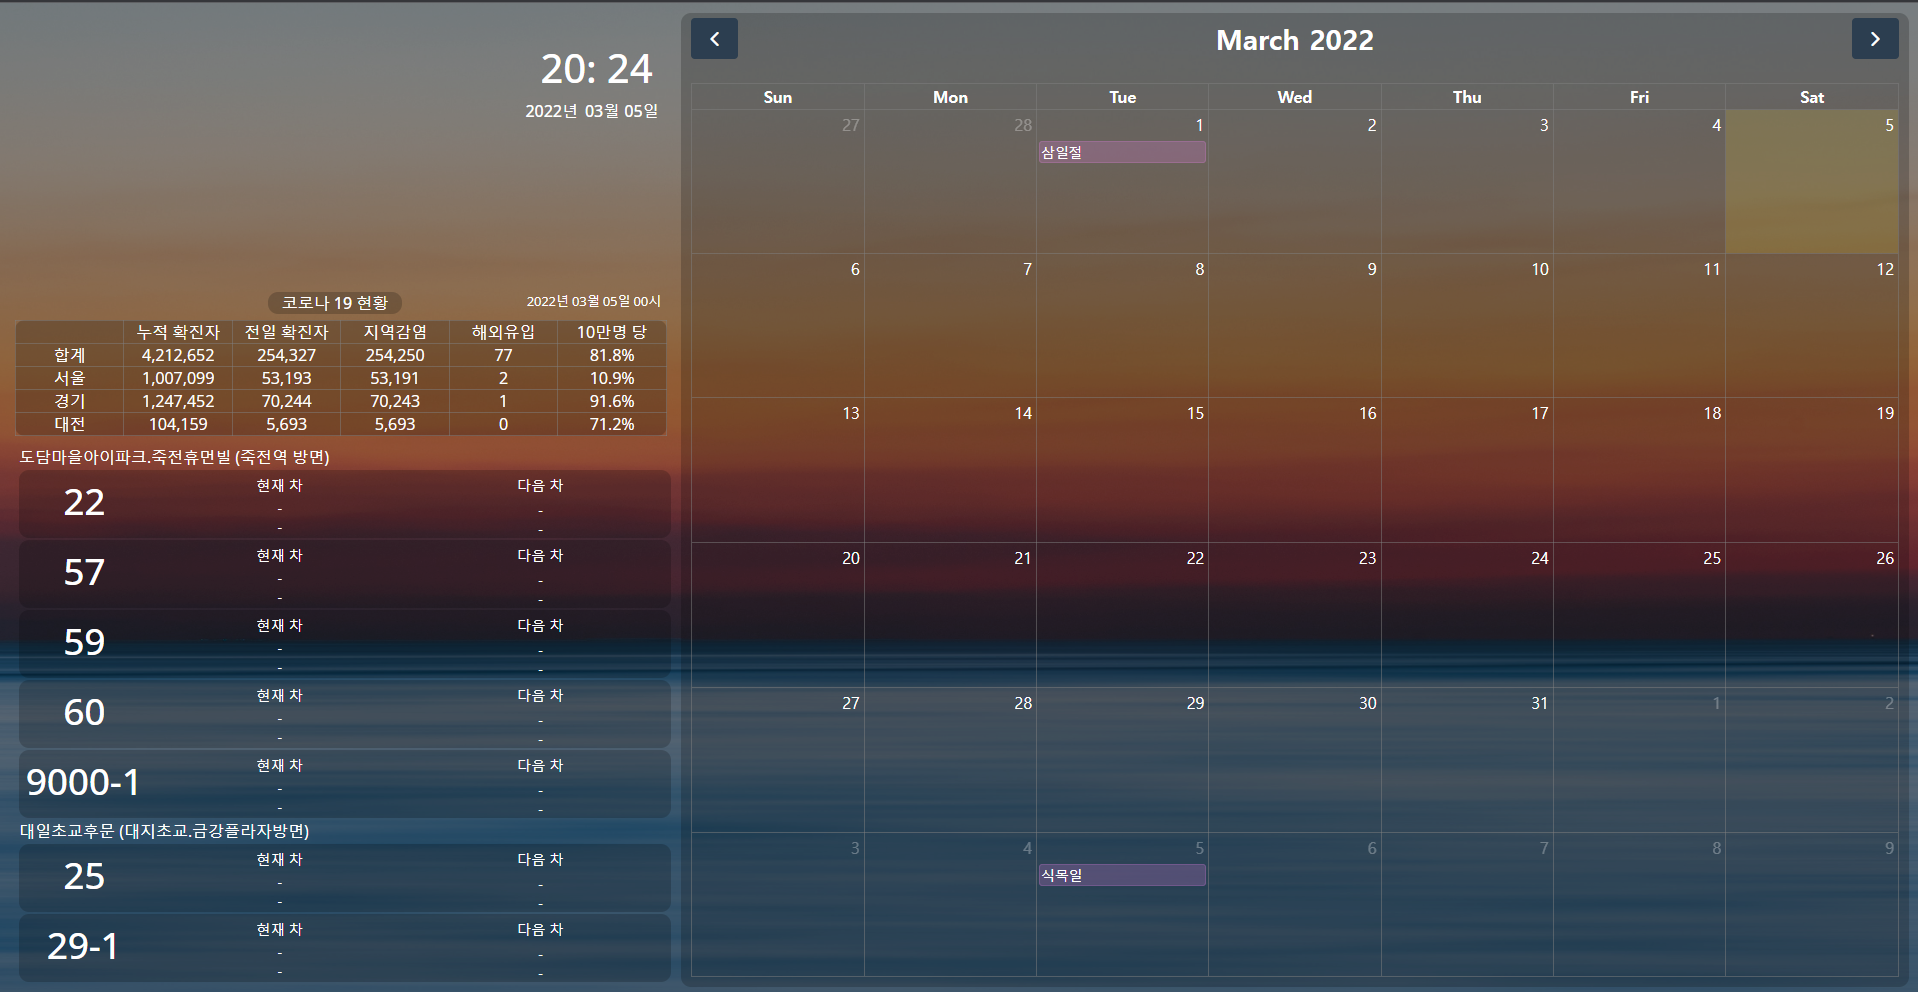 20: 24
2022년 03월 05일
코로나 19 현황
2022년 03월 05일 00시
누적 확진자 전일 확진자 지역감염 해외유입 10만명 당
합계 4,212,652 254,327 254,250 77 81.8%
서울 1,007,099 53,193 53,191 2 10.9%
경기 1,247,452 70,244 70,243 1 91.6%
대전 104,159 5,693 5,693 0 71.2%
도담마을아이파크.죽전휴먼빌 (죽전역 방면)
22 현재 차 다음 차
- -
- -
57 현재 차 다음 차
- -
- -
59 현재 차 다음 차
- -
- -
60 현재 차 다음 차
- -
- -
9000-1 현재 차 다음 차
- -
- -
대일초교후문 (대지초교.금강플라자방면)
25 현재 차 다음 차
- -
- -
29-1 현재 차 다음 차
- -
- -
March 2022
Sun Mon Tue Wed Thu Fri Sat
27 28 1 2 3 4 5
삼일절
6 7 8 9 10 11 12
13 14 15 16 17 18 19
20 21 22 23 24 25 26
27 28 29 30 31 1 2
3 4 5 6 7 8 9
식목일